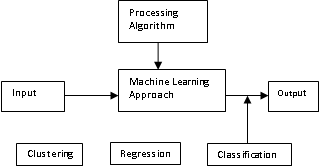 Processing
Algorithm
Input
Machine Learning
Approach
Output
Clustering
Regression
Classification